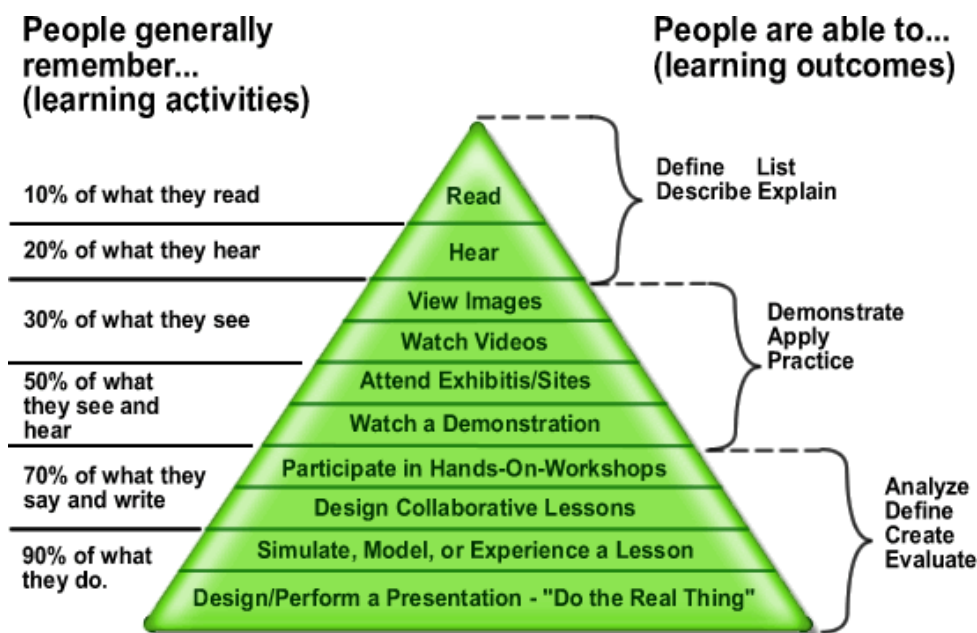 People generally
remember...
(learning activities)
People are able to...
(learning outcomes)
10% of what they read
20% of what they hear
30% of what they see
50% of what
they see and
hear
70% of what they
say and write
90% of what
they do.
Read
Hear
View Images
Watch Videos
Attend Exhibitis/Sites
Watch a Demonstration
Participate in Hands-On-Workshops
Design Collaborative Lessons
Simulate, Model, or Experience a Lesson
Design/Perform a Presentation - "Do the Real Thing"
Define List
Describe Explain
Demonstrate
Apply
Practice
Analyze
Define
Create
Evaluate